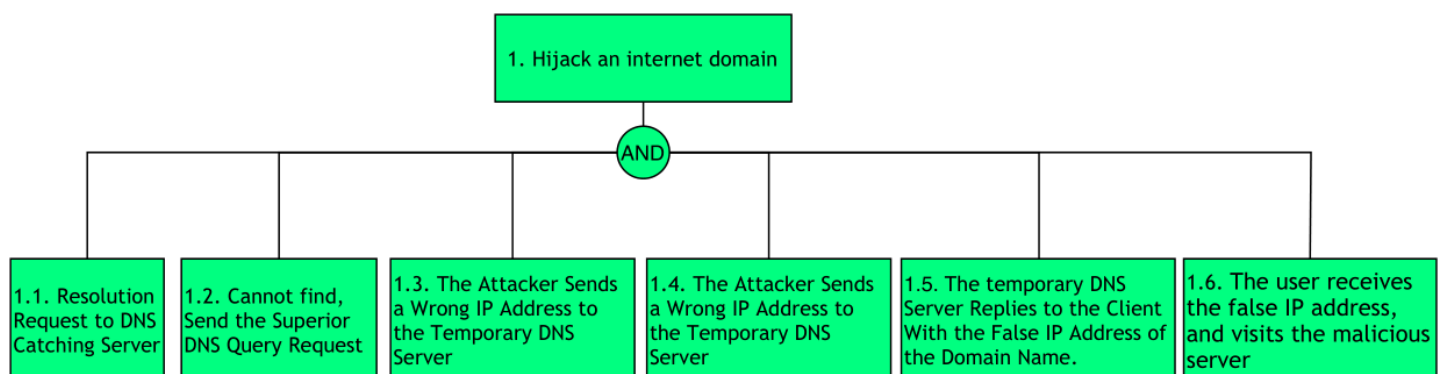 1. Hijack an internet domain
AND
1.1. Resolution
Request to DNS
Catching Server
1.2. Cannot find,
Send the Superior
DNS Query Request
1.3. The Attacker Sends
a Wrong IP Address to
the Temporary DNS
Server
1.4. The Attacker Sends
a Wrong IP Address to
the Temporary DNS
Server
1.5. The temporary DNS
Server Replies to the Client
With the False IP Address of
the Domain Name.
1.6. The user receives
the false IP address,
and visits the malicious
server